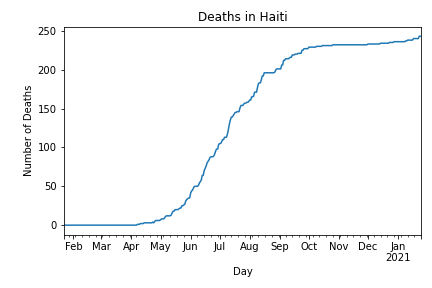 Deaths in Haiti
Number of Deaths
250
200
150
100
50
0
Feb Mar Apr May Jun Jul Aug Sep Oct Nov Dec Jan
2021
Day